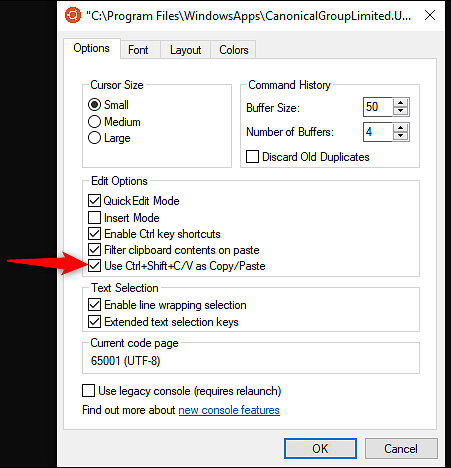 "C:\Program Files\WindowsApps\CanonicalGroupLimited.U...
Options Font Layout Colors
Cursor Size
Small
Medium
Large
Command History
Buffer Size: 50
Number of Buffers: 4
Discard Old Duplicates
Edit Options
QuickEdit Mode
Insert Mode
Enable Ctrl key shortcuts
Filter clipboard contents on paste
Use Ctrl+Shift+C/V as Copy/Paste
Text Selection
Enable line wrapping selection
Extended text selection keys
Current code page
65001 (UTF-8)
Use legacy console (requires relaunch)
Find out more about new console features
OK Cancel